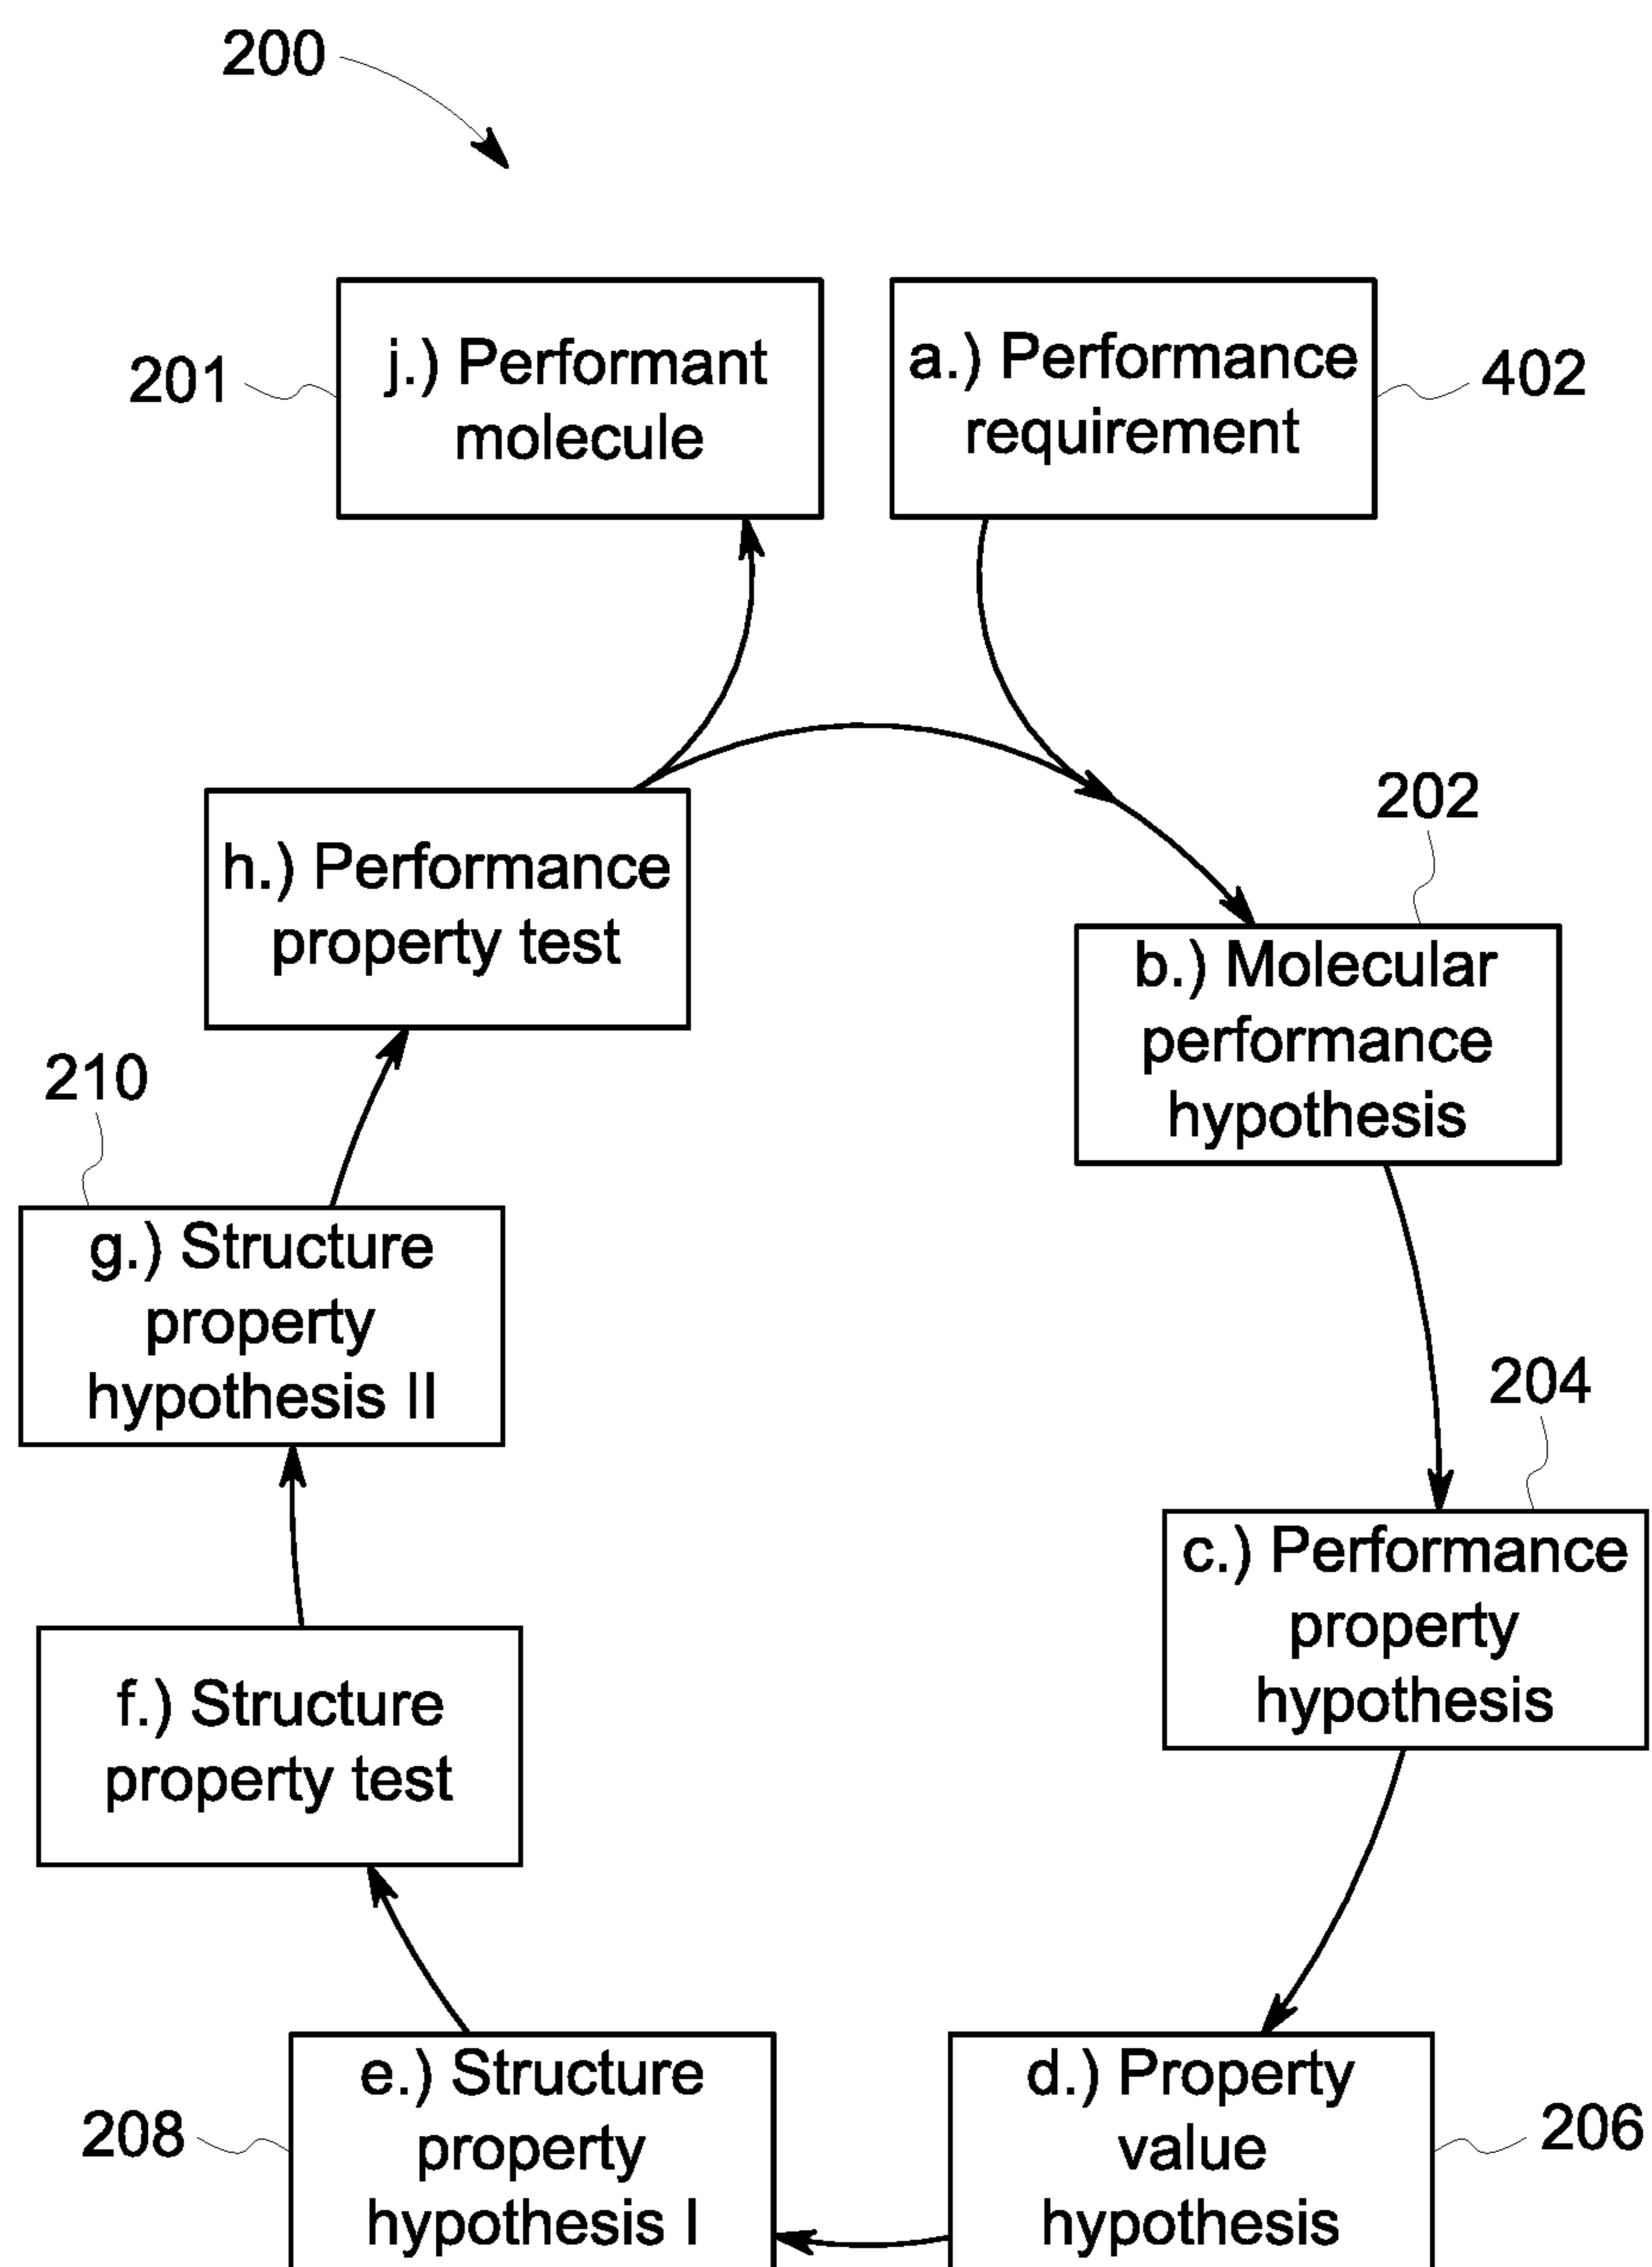 200
j.) Performant
molecule
201
a.) Performance
requirement
402
h.) Performance
property test
202
b.) Molecular
performance
hypothesis
210
g.) Structure
property
hypothesis II
204
c.) Performance
property
hypothesis
f.) Structure
property test
e.) Structure
property
hypothesis I
208
d.) Property
value
hypothesis
206